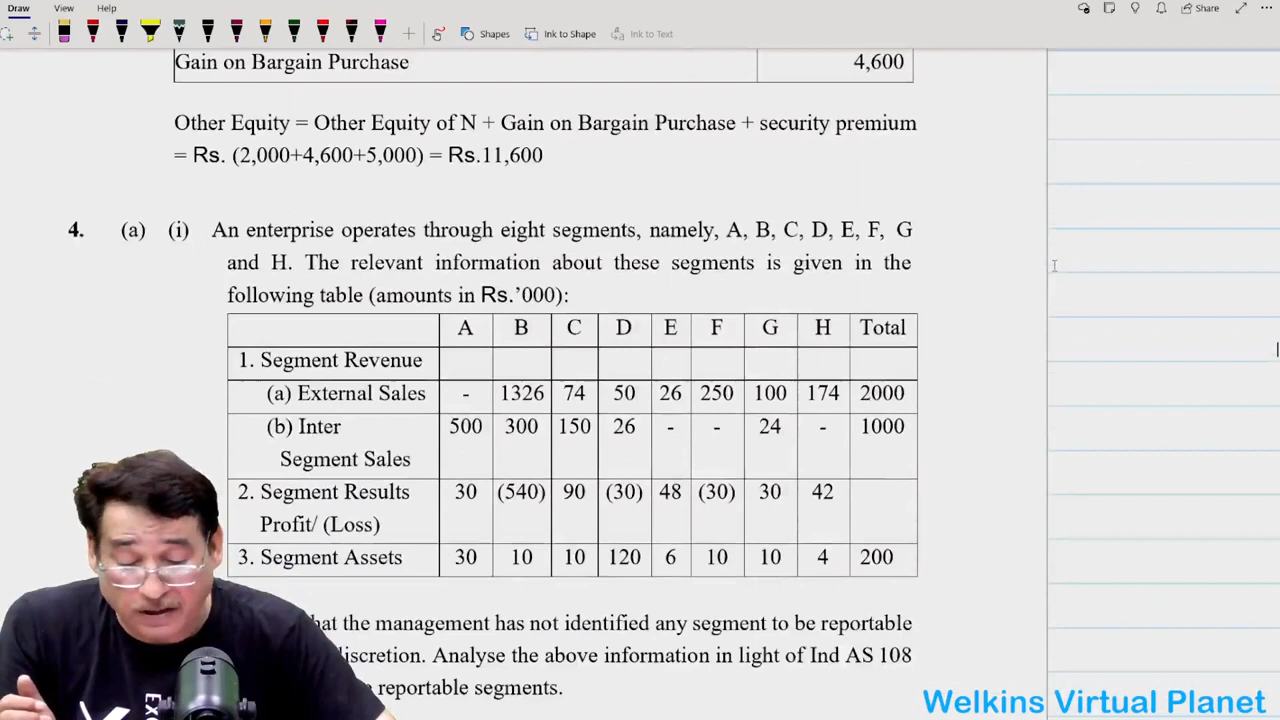 Draw View Help
Share
Shapes Ink to Shape Ink to Text
Gain on Bargain Purchase 4,600
Other Equity = Other Equity of N + Gain on Bargain Purchase + security premium
= Rs. (2,000+4,600+5,000) = Rs.11,600
4. (a) (i) An enterprise operates through eight segments, namely, A, B, C, D, E, F, G
and H. The relevant information about these segments is given in the
following table (amounts in Rs.’000):
A B C D E F G H Total
1. Segment Revenue
(a) External Sales - 1326 74 50 26 250 100 174 2000
(b) Inter 500 300 150 26 - - 24 - 1000
Segment Sales
2. Segment Results 30 (540) 90 (30) 48 (30) 30 42
Profit/ (Loss)
3. Segment Assets 30 10 10 120 6 10 10 4 200
the management has not identified any segment to be reportable
discretion. Analyse the above information in light of Ind AS 108
reportable segments.
Welkins Virtual Planet